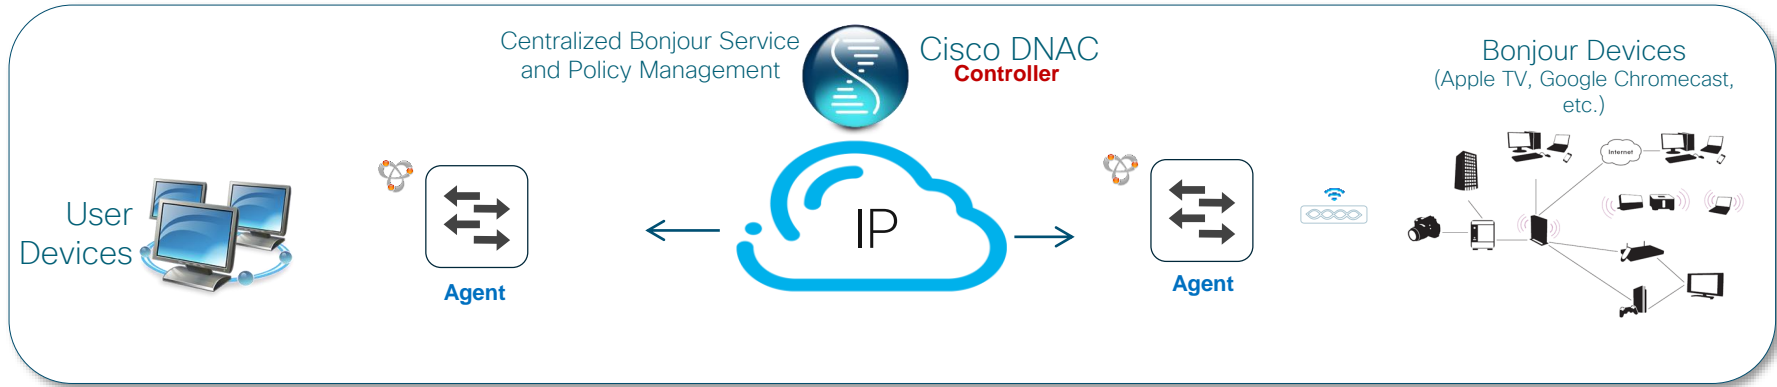 Centralized Bonjour Service
and Policy Management
Cisco DNAC
Controller
Bonjour Devices
(Apple TV, Google Chromecast,
etc.)
Internet
User
Devices
IP
Agent
Agent